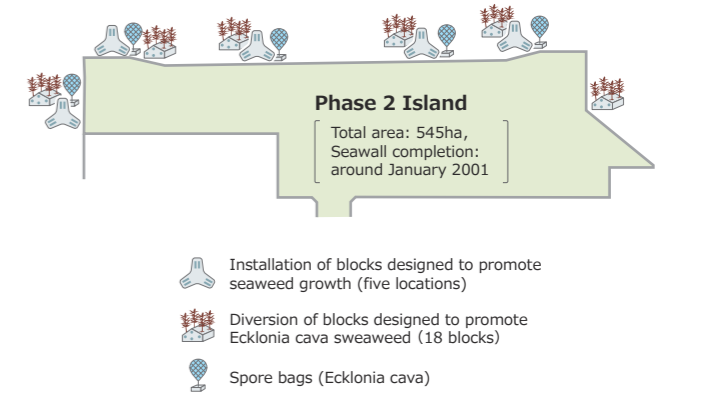 Phase 2 Island
Total area: 545ha,
Seawall completion:
around January 2001
Installation of blocks designed to promote
seaweed growth (five locations)
Diversion of blocks designed to promote
Ecklonia cava sweaweed (18 blocks)
Spore bags (Ecklonia cava)